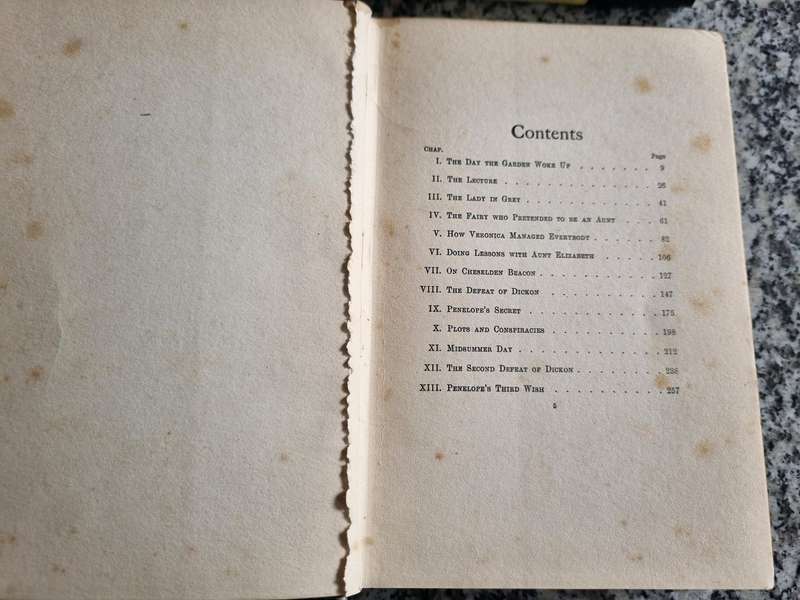 Contents
CHAP. Page
I. THE DAY THE GARDEN WOKE UP . . . . . . . 9
II. THE LECTURE . . . . . . . . . . . . . 26
III. THE LADY IN GREY . . . . . . . . . . . . 41
IV. THE FAIRY WHO PRETENDED TO BE AN AUNT . . . . 61
V. HOW VERONICA MANAGED EVERYBODY . . . . . . 82
VI. DOING LESSONS WITH AUNT ELIZABETH . . . . . 106
VII. ON CHESELDEN BEACON . . . . . . . . . . . 127
VIII. THE DEFEAT OF DICKON . . . . . . . . . . 147
IX. PENELOPE'S SECRET . . . . . . . . . . . . 175
X. PLOTS AND CONSPIRACIES . . . . . . . . . . 198
XI. MIDSUMMER DAY . . . . . . . . . . . . . 212
XII. THE SECOND DEFEAT OF DICKON . . . . . . . . 238
XIII. PENELOPE'S THIRD WISH . . . . . . . . . . 257
5